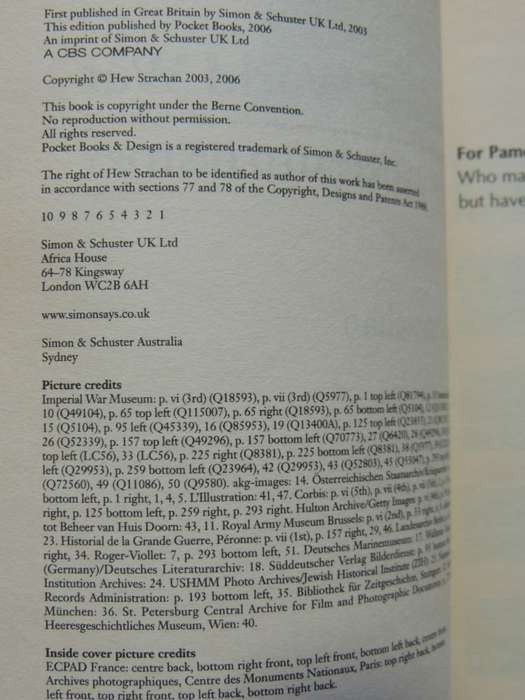 First published in Great Britain by Simon & Schuster UK Ltd, 2003
This edition published by Pocket Books, 2006
An imprint of Simon & Schuster UK Ltd
A CBS COMPANY
Copyright © Hew Strachan 2003, 2006
This book is copyright under the Berne Convention.
No reproduction without permission.
All rights reserved.
Pocket Books & Design is a registered trademark of Simon & Schuster, Inc.
The right of Hew Strachan to be identified as author of this work has been asserted
in accordance with sections 77 and 78 of the Copyright, Designs and Patents Act 1988.
10 9 8 7 6 5 4 3 2 1
Simon & Schuster UK Ltd
Africa House
64–78 Kingsway
London WC2B 6AH
www.simonsays.co.uk
Simon & Schuster Australia
Sydney
Picture credits
Imperial War Museum: p. vi (3rd) (Q18593), p. vii (3rd) (Q5977), p. 1 top left
10 (Q49104), p. 65 top left (Q115007), p. 65 right (Q18593), p. 65 bottom left (Q5104),
15 (Q5104), p. 95 left (Q45339), 16 (Q85953), 19 (Q13400A), p. 125 top left
26 (Q52339), p. 157 top left (Q49296), p. 157 bottom left (Q70773), 27 (Q6420),
top left (LC56), 33 (LC56), p. 225 right (Q8381), p. 225 bottom left (Q8381),
left (Q29953), p. 259 bottom left (Q23964), 42 (Q29953), 43 (Q52803), 45
(Q72560), 49 (Q11086), 50 (Q9580). akg-images: 14. Österreichischen Staatsarchiv
bottom left, p. 1 right, 1, 4, 5. L'Illustration: 41, 47. Corbis: p. vi (5th), p. vii (4th),
right, p. 125 bottom left, p. 259 right, p. 293 right. Hulton Archive/Getty Images
tot Beheer van Huis Doorn: 43, 11. Royal Army Museum Brussels: p. vi (2nd), p. 33 right,
23. Historial de la Grande Guerre, Péronne: p. vii (1st), p. 157 right, 29, 46.
right, 34. Roger-Viollet: 7, p. 293 bottom left, 51. Deutsches Marinemuseum: 17.
(Germany)/Deutsches Literaturarchiv: 18. Süddeutscher Verlag Bilderdienst:
Institution Archives: 24. USHMM Photo Archives/Jewish Historical Institute
Records Administration: p. 193 bottom left, 35. Bibliothek für Zeitgeschichte, Stuttgart:
München: 36. St. Petersburg Central Archive for Film and Photographic
Heeresgeschichtliches Museum, Wien: 40.
Inside cover picture credits
ECPAD France: centre back, bottom right front, top left front, bottom left back,
Archives photographiques, Centre des Monuments Nationaux, Paris: top right back,
left front, top right front, top left back, bottom right back.
For
Who
but have